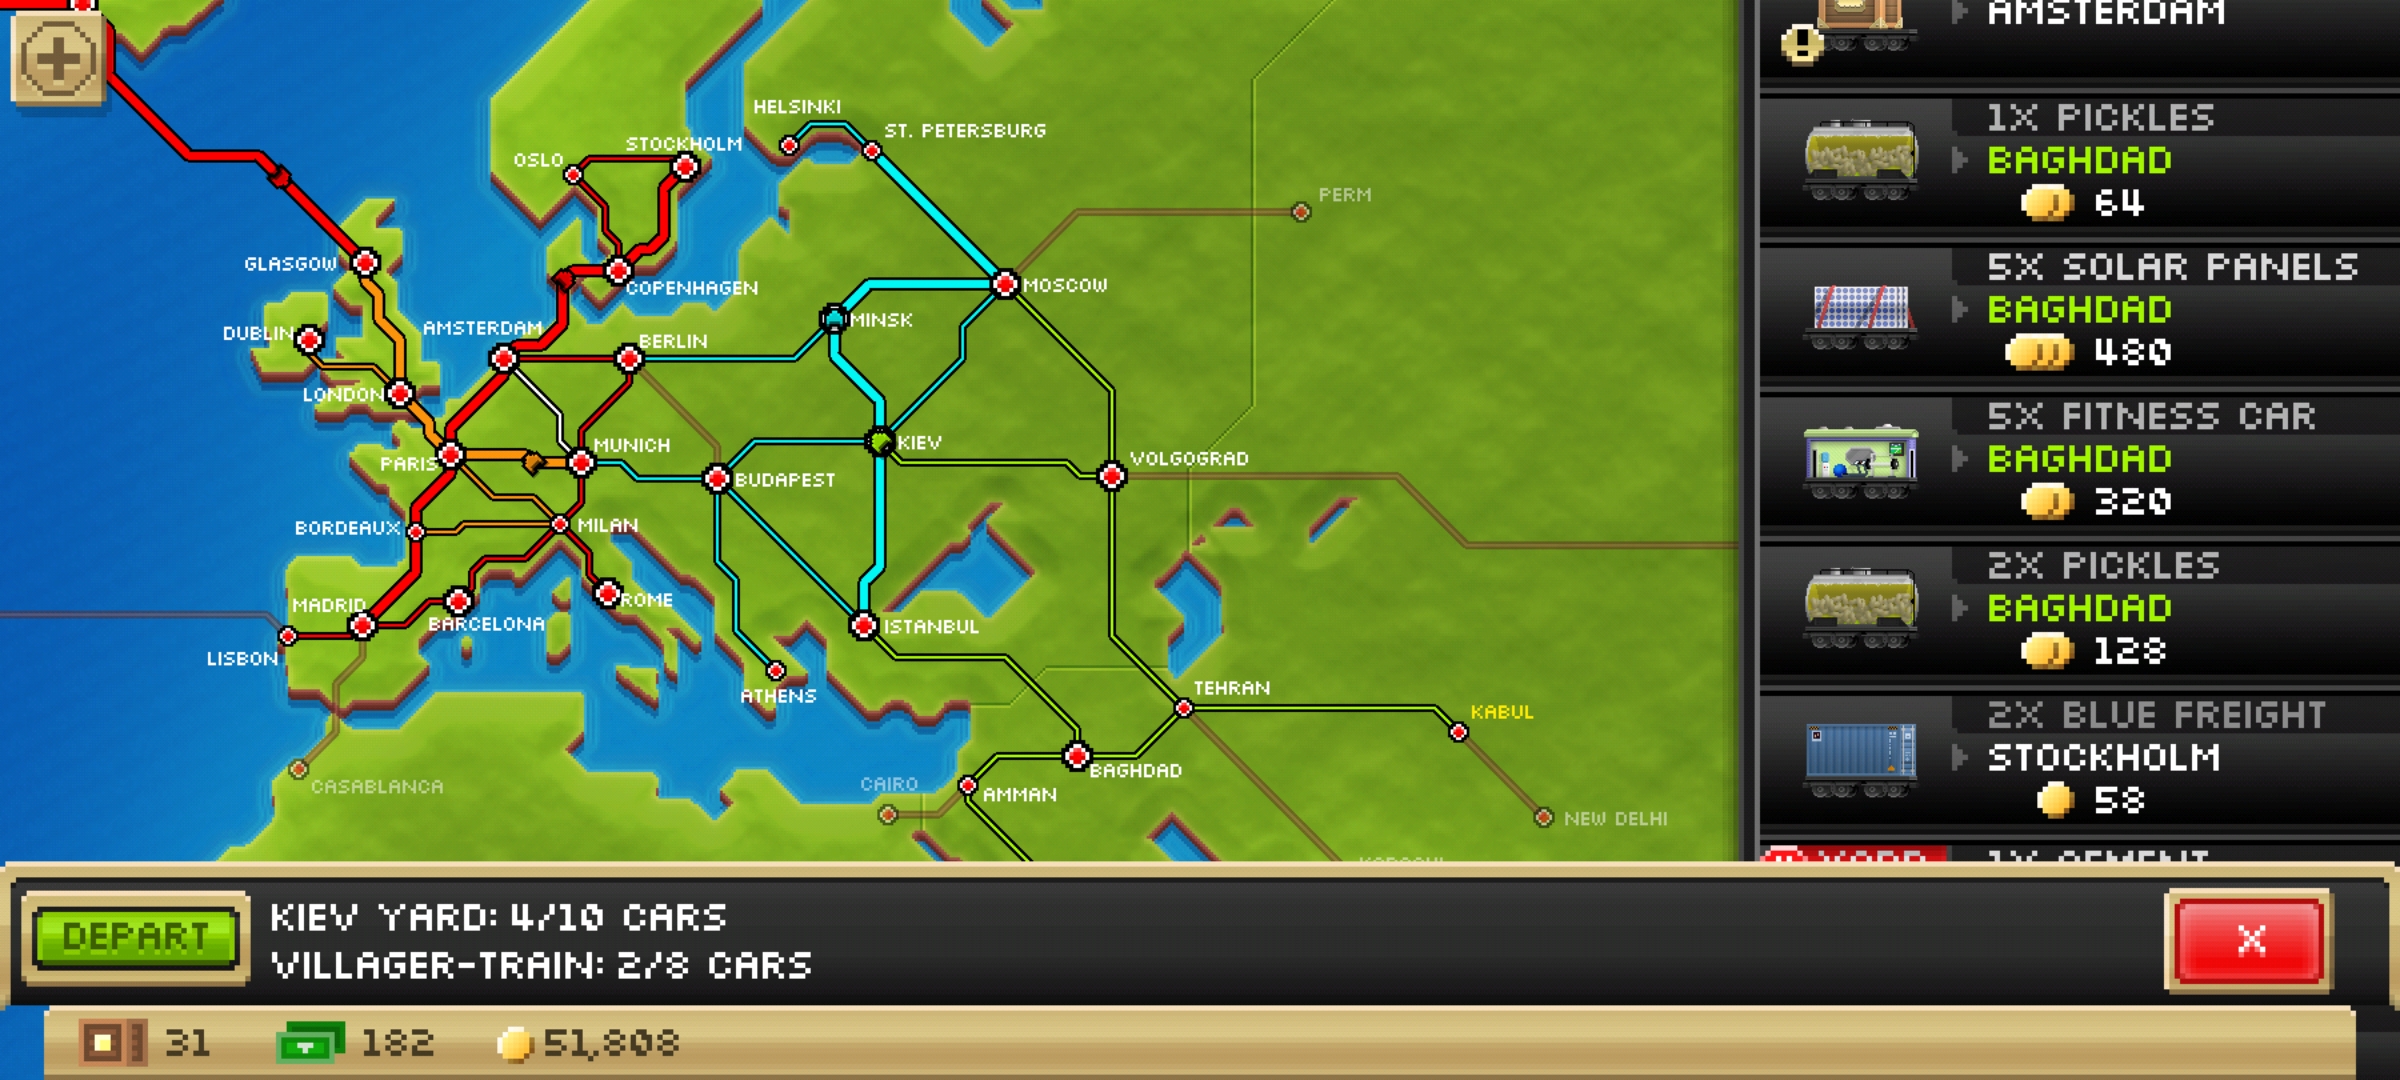 HELSINKI
ST. PETERSBURG
STOCKHOLM
OSLO
PERM
GLASGOW
COPENHAGEN
MOSCOW
DUBLIN
AMSTERDAM
BERLIN
MINSK
LONDON
PARIS
MUNICH
KIEV
VOLGOGRAD
BUDAPEST
BORDEAUX
MILAN
MADRID
BARCELONA
ROME
ISTANBUL
LISBON
ATHENS
TEHRAN
KABUL
CASABLANCA
CAIRO
AMMAN
BAGHDAD
NEW DELHI
AMSTERDAM
1X PICKLES
BAGHDAD
64
5X SOLAR PANELS
BAGHDAD
480
5X FITNESS CAR
BAGHDAD
320
2X PICKLES
BAGHDAD
128
2X BLUE FREIGHT
STOCKHOLM
58
1X CEMENT
DEPART
KIEV YARD: 4/10 CARS
VILLAGER-TRAIN: 2/8 CARS
X
31
182
51,808